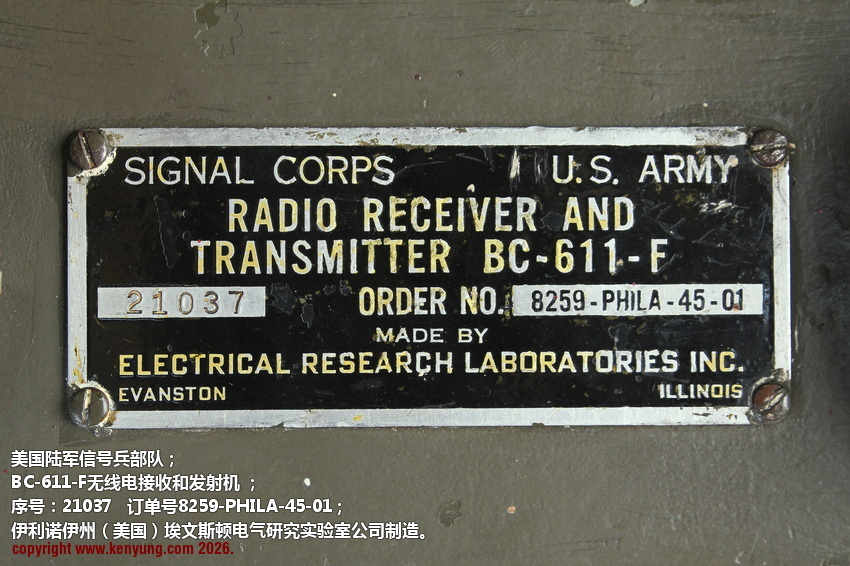 SIGNAL CORPS U.S. ARMY
RADIO RECEIVER AND
TRANSMITTER BC-611-F
21037 ORDER NO. 8259-PHILA-45-01
MADE BY
ELECTRICAL RESEARCH LABORATORIES INC.
EVANSTON ILLINOIS
美国陆军信号兵部队；
BC-611-F无线电接收和发射机 ；
序号：21037 订单号8259-PHILA-45-01；
伊利诺伊州（美国）埃文斯顿电气研究实验室公司制造。
copyright www.kenyung.com 2026.